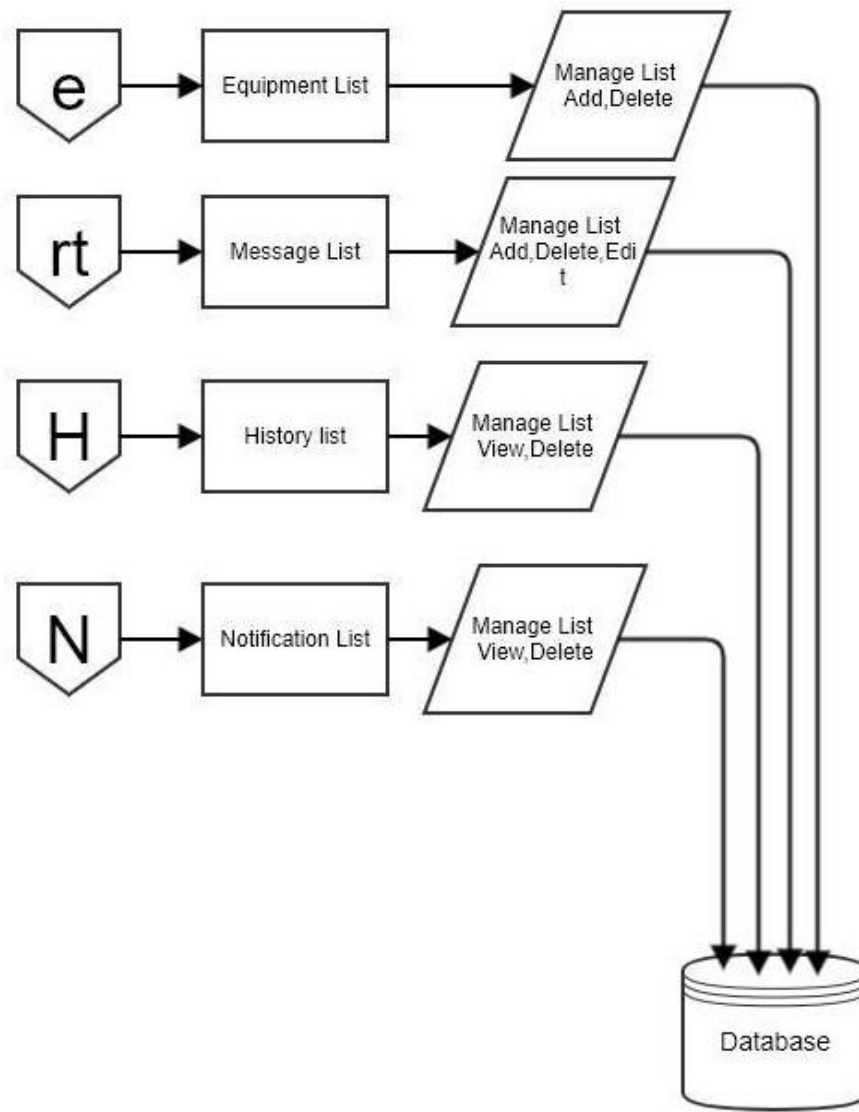 e
Equipment List
Manage List
Add,Delete
rt
Message List
Manage List
Add,Delete,Edi
t
H
History list
Manage List
View,Delete
N
Notification List
Manage List
View,Delete
Database